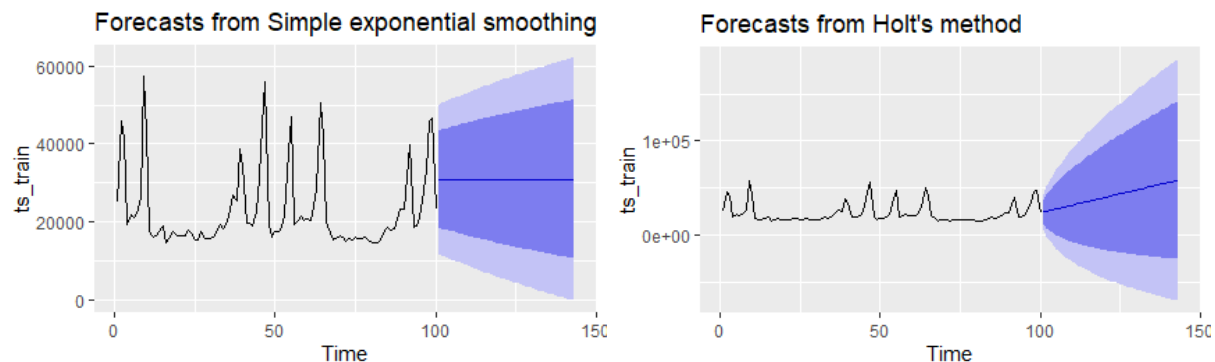 Forecasts from Simple exponential smoothing
60000
40000
20000
0
ts_train
0
50
100
150
Time
Forecasts from Holt's method
1e+05
0e+00
ts_train
0
50
100
150
Time